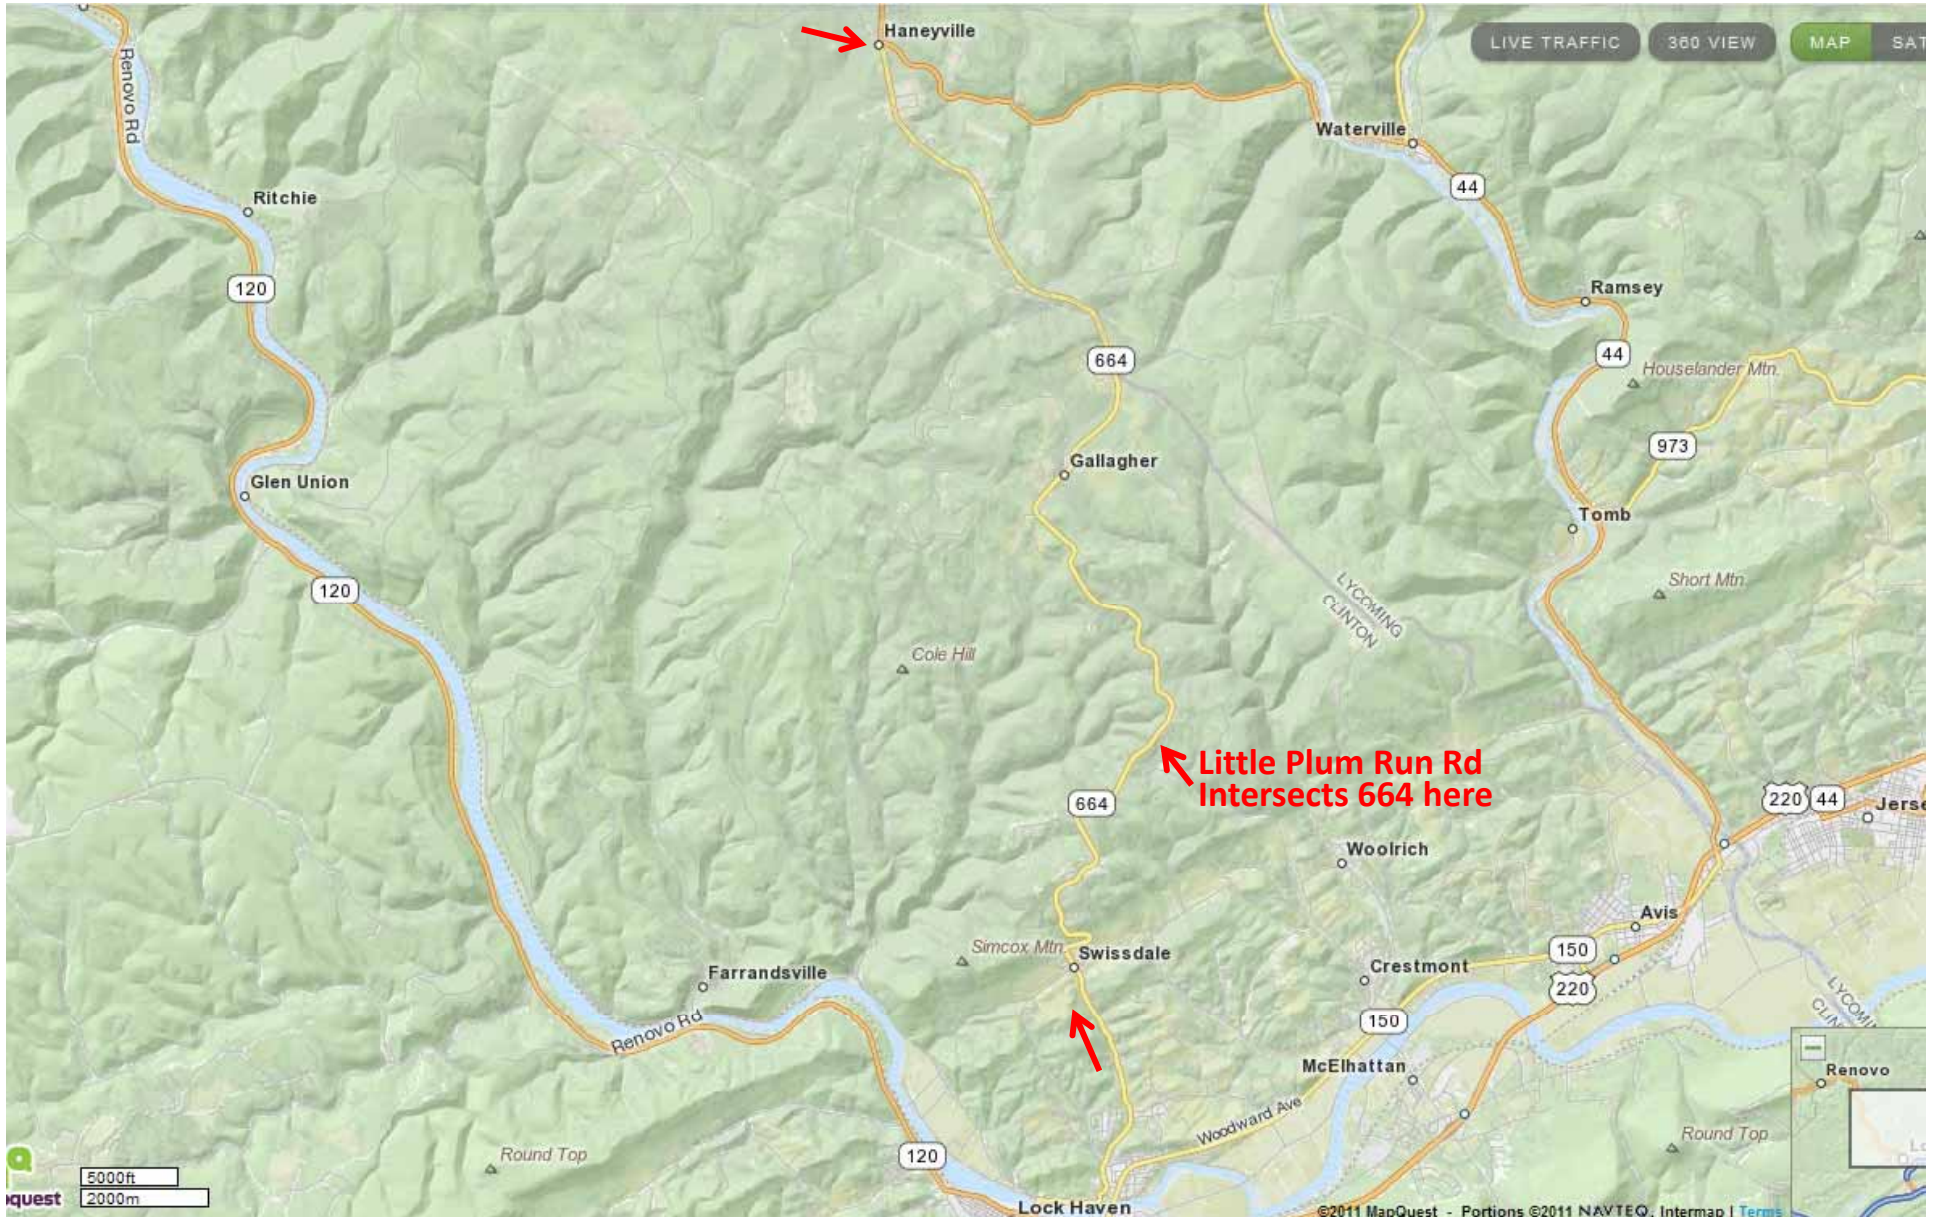 Haneyville
LIVE TRAFFIC
360 VIEW
MAP
SAT
Renovo Rd
Waterville
44
Ritchie
120
Ramsey
44
Houselander Mtn.
664
973
Gallagher
Glen Union
Tomb
120
Short Mtn.
LYCOMING
CLINTON
Cole Hill
Little Plum Run Rd
Intersects 664 here
664
220
44
Jerse
Woolrich
Avis
Simcox Mtn.
Swissdale
150
Crestmont
Farrandsville
220
150
Renovo Rd
LYCOMI
CLIN
McElhattan
Renovo
Woodward Ave
Round Top
Round Top
120
Lo
5000ft
2000m
quest
Lock Haven
©2011 MapQuest - Portions ©2011 NAVTEQ, Intermap | Terms